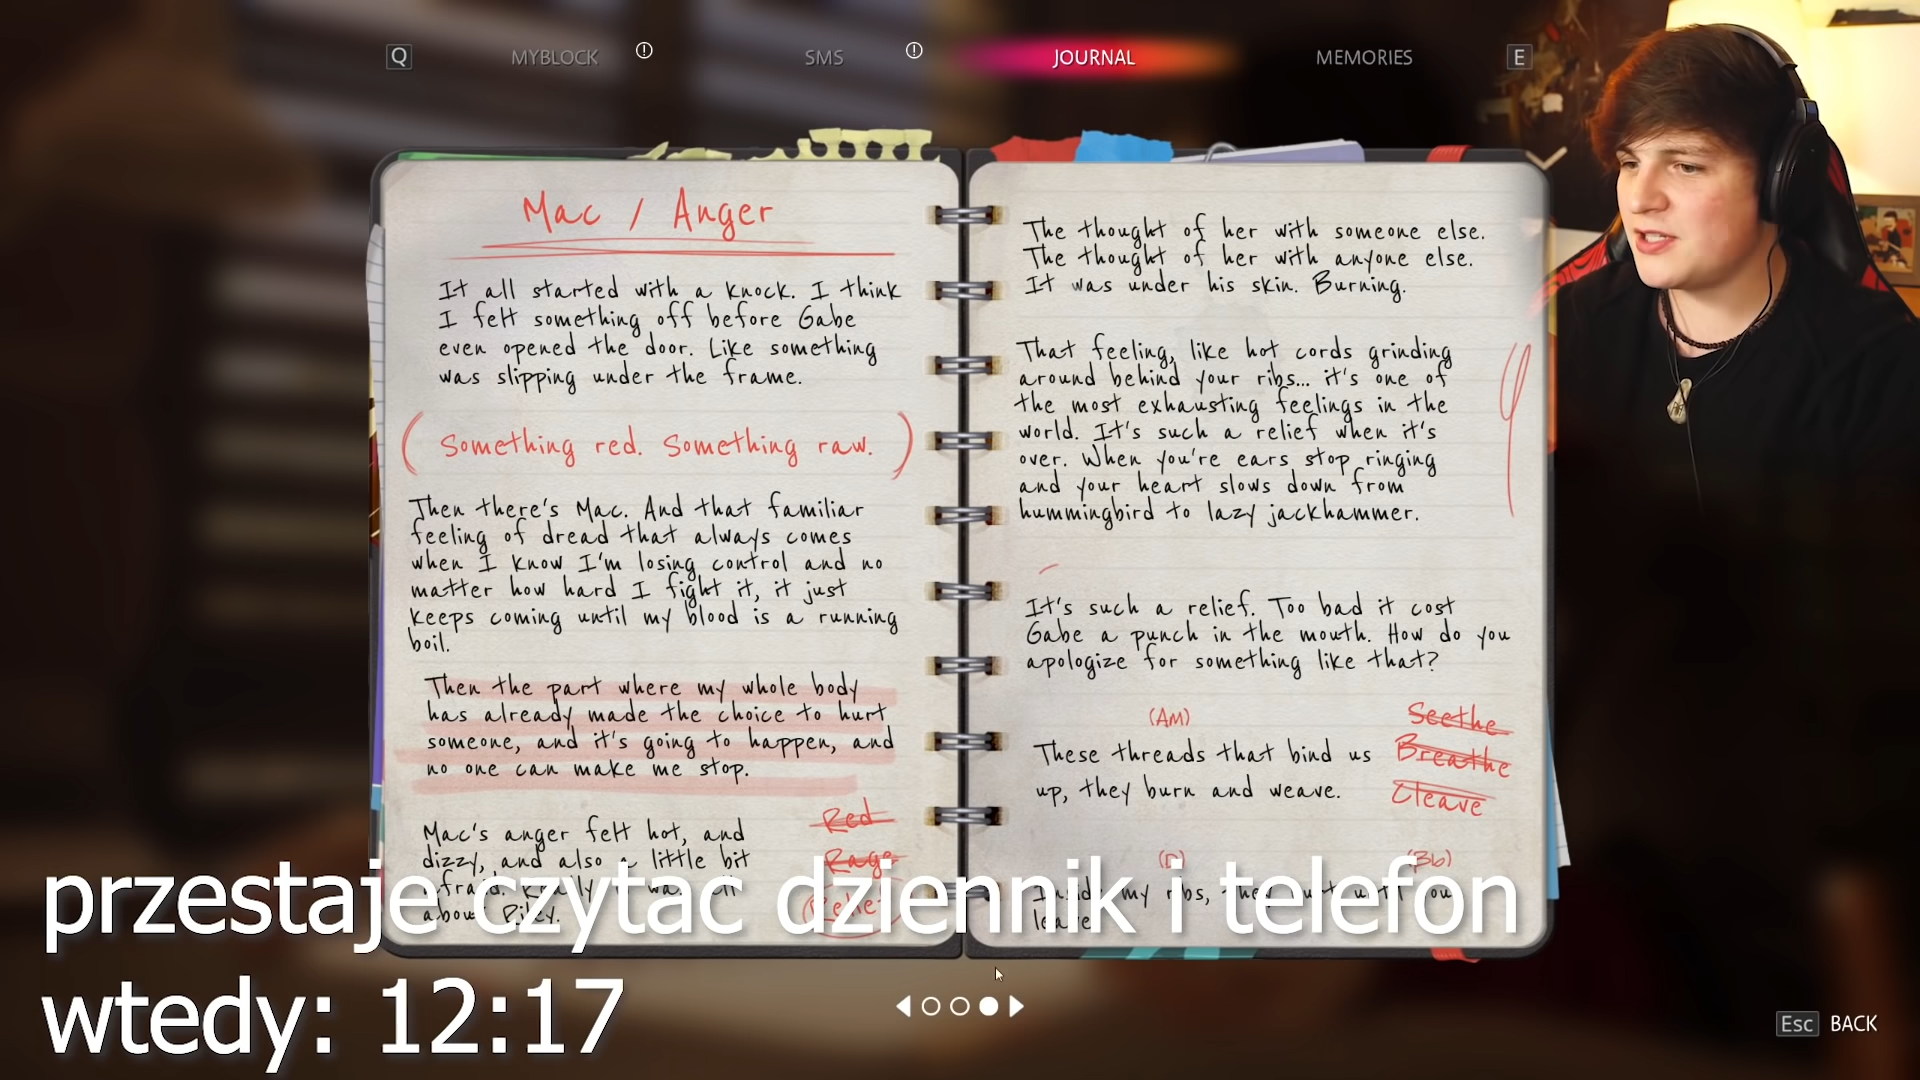 Q MYBLOCK SMS JOURNAL MEMORIES E
Mac / Anger
It all started with a knock. I think
I felt something off before Gabe
even opened the door. Like something
was slipping under the frame.
(Something red. Something raw.)
Then there's Mac. And that familiar
feeling of dread that always comes
when I know I'm losing control and no
matter how hard I fight it, it just
keeps coming until my blood is a running
boil.
Then the part where my whole body
has already made the choice to hurt
someone, and it's going to happen, and
no one can make me stop.
Mac's anger felt hot, and
dizzy, and also a little bit
about Riley.
Red
Rage
The thought of her with someone else.
The thought of her with anyone else.
It was under his skin. Burning.
That feeling, like hot cords grinding
around behind your ribs... it's one of
the most exhausting feelings in the
world. It's such a relief when it's
over. When you're ears stop ringing
and your heart slows down from
hummingbird to lazy jackhammer.
It's such a relief. Too bad it cost
Gabe a punch in the mouth. How do you
apologize for something like that?
(Am)
These threads that bind us
up, they burn and weave.
Seethe
Breathe
Cleave
(Bb)
my ribs, they
leave
przestaje czytac dziennik i telefon
wtedy: 12:17
Esc BACK